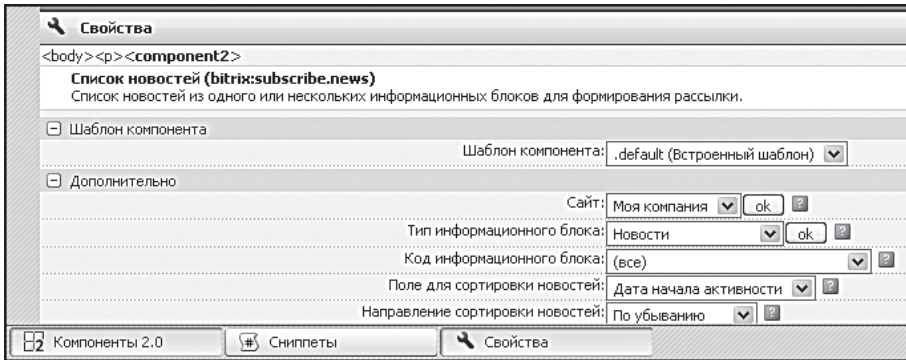 Свойства
<body><p><component2>
Список новостей (bitrix:subscribe.news)
Список новостей из одного или нескольких информационных блоков для формирования рассылки.
Шаблон компонента
Шаблон компонента: .default (Встроенный шаблон)
Дополнительно
Сайт: Моя компания ok ?
Тип информационного блока: Новости ok ?
Код информационного блока: (все) ?
Поле для сортировки новостей: Дата начала активности ?
Направление сортировки новостей: По убыванию ?
Компоненты 2.0 Сниппеты Свойства